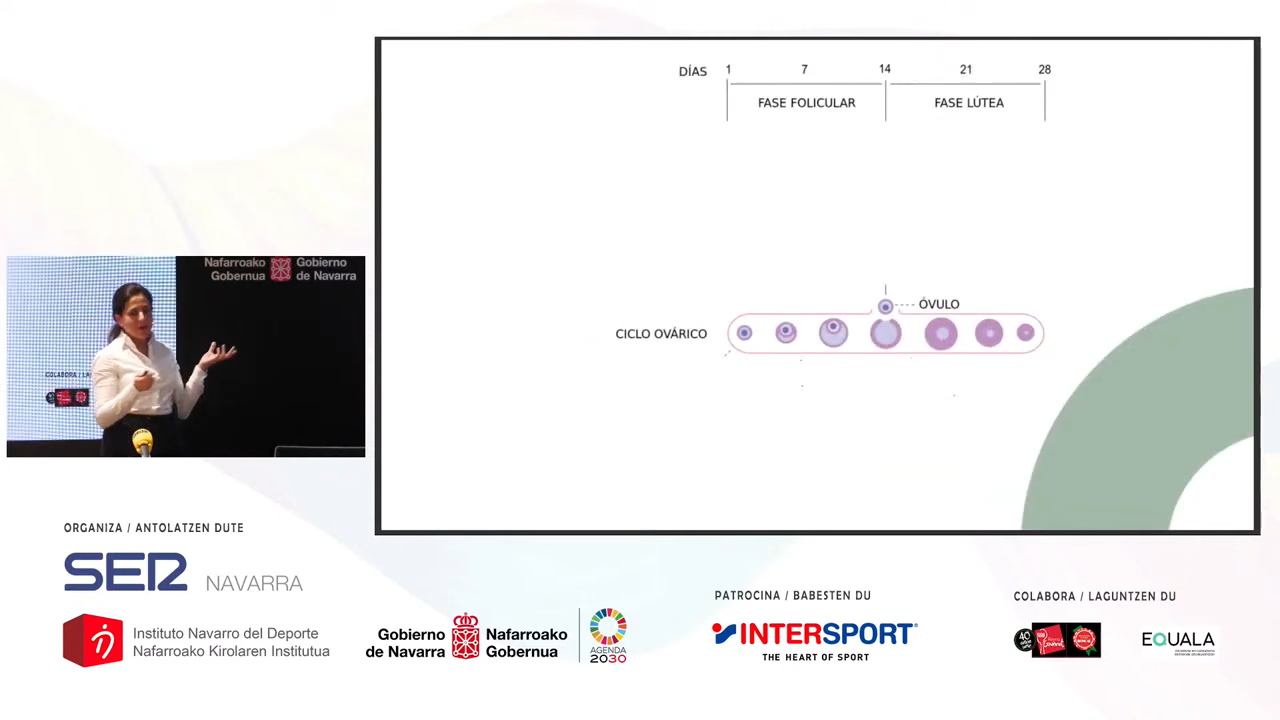 DÍAS 1 7 14 21 28
FASE FOLICULAR FASE LÚTEA
ÓVULO
CICLO OVÁRICO
Nafarroako Gobernua
Gobierno de Navarra
COLABORA /
ORGANIZA / ANTOLATZEN DUTE
SER NAVARRA
Instituto Navarro del Deporte
Nafarroako Kirolaren Institutua
Gobierno de Navarra
Nafarroako Gobernua
AGENDA
2030
PATROCINA / BABESTEN DU
INTERSPORT
THE HEART OF SPORT
COLABORA / LAGUNTZEN DU
40
EQUALA